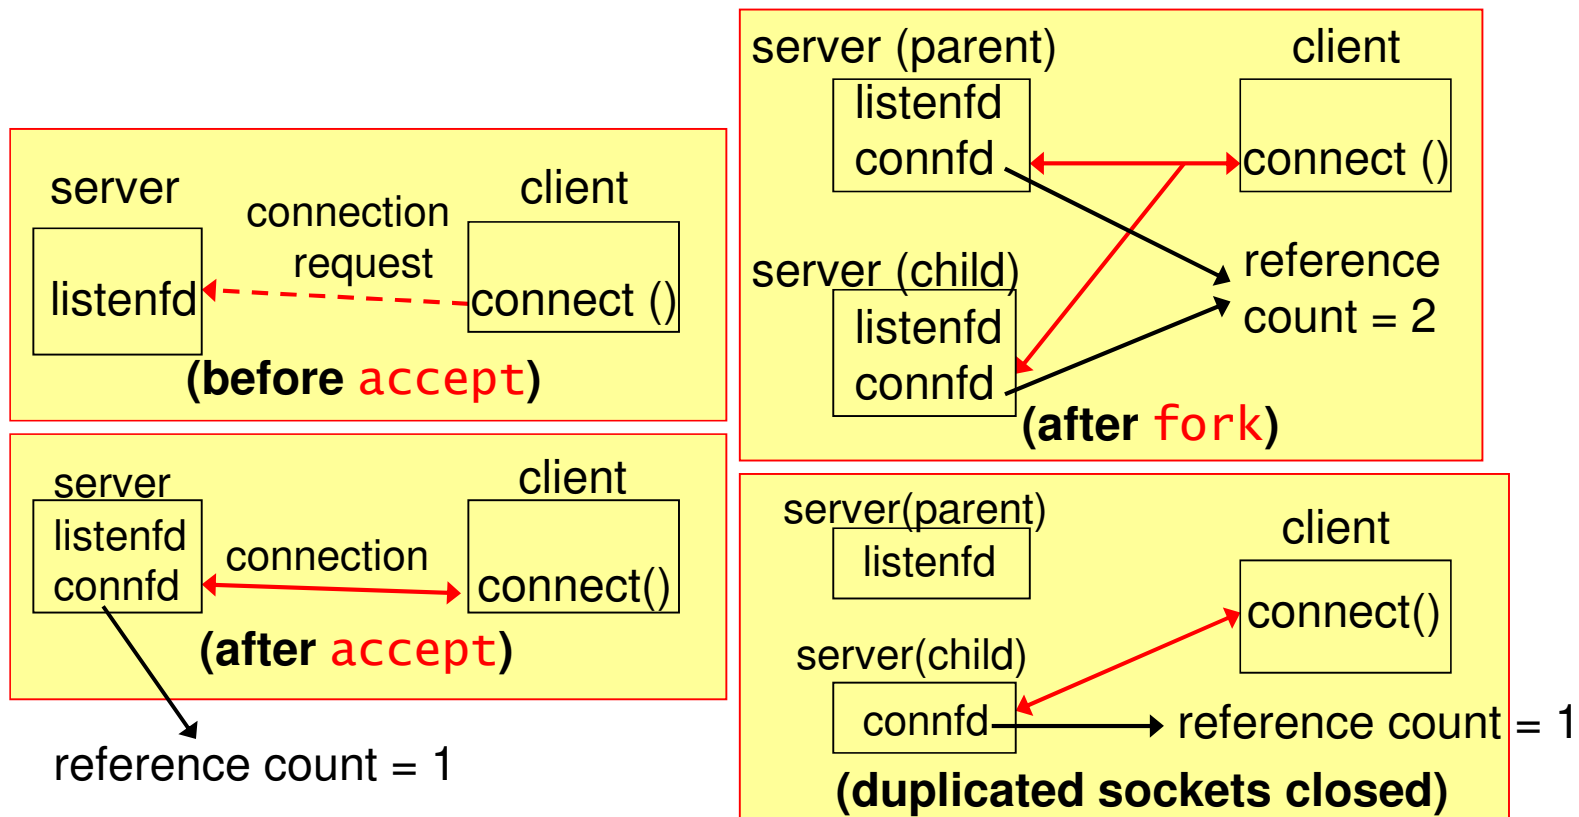 server
client
connection
request
listenfd
connect ()
(before accept)
server
client
listenfd
connfd
connection
connect()
(after accept)
reference count = 1
server (parent)
client
listenfd
connfd
connect ()
server (child)
reference
count = 2
listenfd
connfd
(after fork)
server(parent)
client
listenfd
connect()
server(child)
connfd
reference count = 1
(duplicated sockets closed)